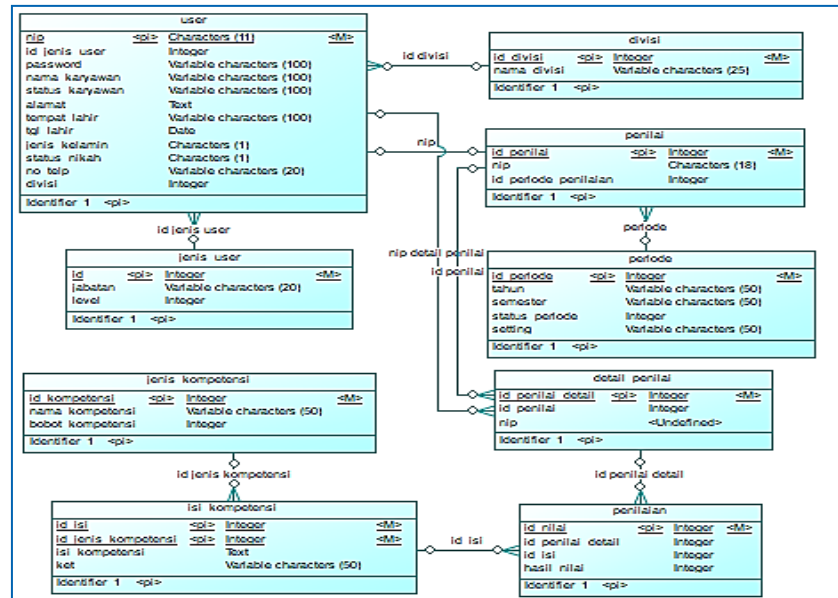 user
nip <pi> Characters (11) <M>
id jenis user Integer
password Variable characters (100)
nama karyawan Variable characters (100)
status karyawan Variable characters (100)
alamat Text
tempat lahir Variable characters (100)
tgl lahir Date
jenis kelamin Characters (1)
status nikah Characters (1)
no telp Variable characters (20)
divisi Integer
Identifier 1 <pi>
id divisi
divisi
id divisi <pi> Integer <M>
nama divisi Variable characters (25)
Identifier 1 <pi>
nip
penilai
id penilai <pi> Integer <M>
nip Characters (18)
id periode penilaian Integer
Identifier 1 <pi>
id jenis user
periode
jenis user
id <pi> Integer <M>
jabatan Variable characters (20)
level Integer
Identifier 1 <pi>
nip detail penilai
id penilai
periode
id periode <pi> Integer <M>
tahun Variable characters (50)
semester Variable characters (50)
status periode Integer
setting Variable characters (50)
Identifier 1 <pi>
jenis kompetensi
id kompetensi <pi> Integer <M>
nama kompetensi Variable characters (50)
bobot kompetensi Integer
Identifier 1 <pi>
detail penilai
id penilai detail <pi> Integer <M>
id penilai Integer
nip <Undefined>
Identifier 1 <pi>
id jenis kompetensi
id penilai detail
isi kompetensi
id isi <pi> Integer <M>
id jenis kompetensi <pi> Integer <M>
isi kompetensi Text
ket Variable characters (50)
Identifier 1 <pi>
id isi
penilaian
id nilai <pi> Integer <M>
id penilai detail Integer
id isi Integer
hasil nilai Integer
Identifier 1 <pi>